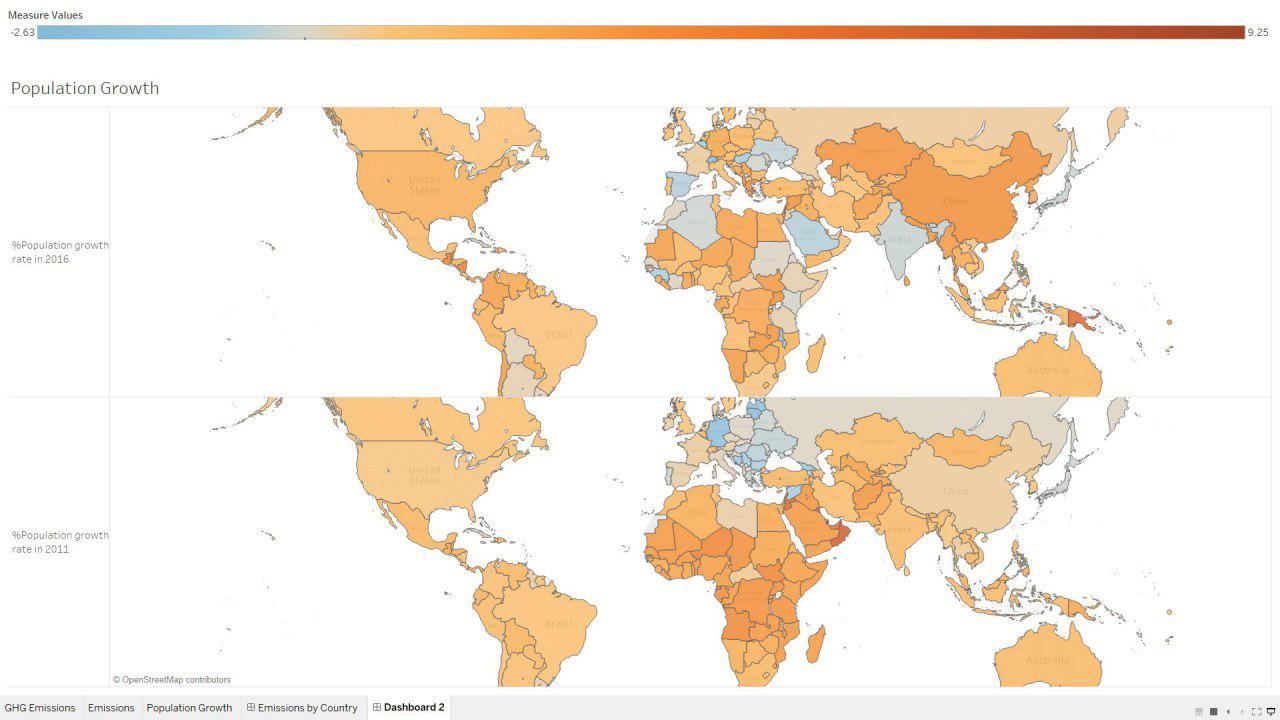 Measure Values
-2.63
9.25
Population Growth
%Population growth
rate in 2016
United
States
Brazil
China
India
Australia
%Population growth
rate in 2011
United
States
Brazil
China
India
Australia
© OpenStreetMap contributors
GHG Emissions
Emissions
Population Growth
Emissions by Country
Dashboard 2